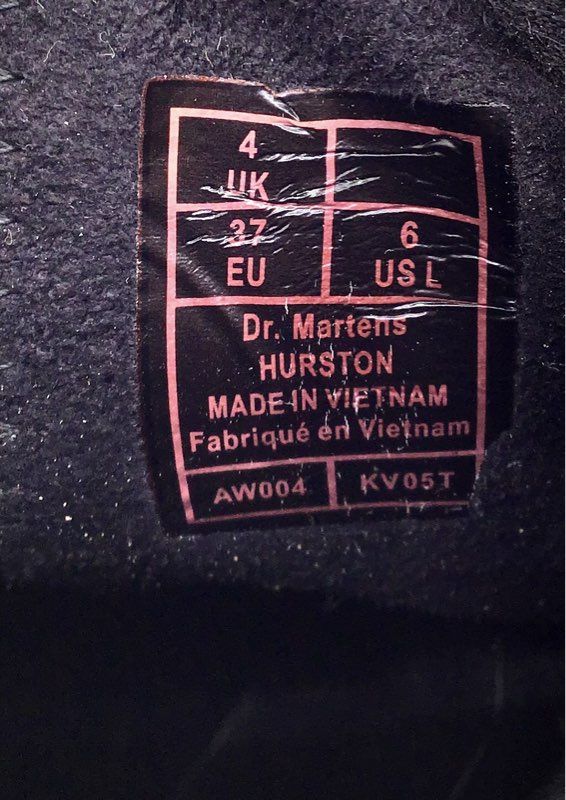 4
UK
37
EU
6
US L
Dr. Martens
HURSTON
MADE IN VIETNAM
Fabriqué en Vietnam
AW004
KV05T